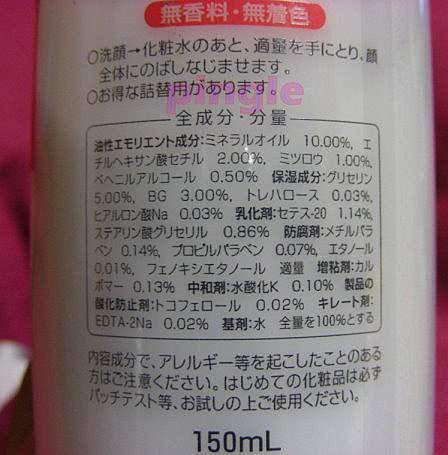 無香料・無着色
○洗顔→化粧水のあと、適量を手にとり、顔
全体にのばしなじませます。
○お得な詰替用があります。
pingle
全成分・分量
油性エモリエント成分:ミネラルオイル 10.00%, エ
チルヘキサン酸セチル 2.00%, ミツロウ 1.00%,
ベヘニルアルコール 0.50% 保湿成分:グリセリン
5.00%, BG 3.00%, トレハロース 0.03%,
ヒアルロン酸Na 0.03% 乳化剤:セテス-20 1.14%,
ステアリン酸グリセリル 0.86% 防腐剤:メチルパラ
ベン 0.14%, プロピルパラベン 0.07%, エタノール
0.01%, フェノキシエタノール 適量 増粘剤:カル
ボマー 0.13% 中和剤:水酸化K 0.10% 製品の
酸化防止剤:トコフェロール 0.02% キレート剤:
EDTA-2Na 0.02% 基剤:水 全量を100%とする
内容成分で、アレルギー等を起こしたことのある
方はご注意ください。はじめての化粧品は必ず
パッチテスト等、お試しの上ご使用ください。
150mL